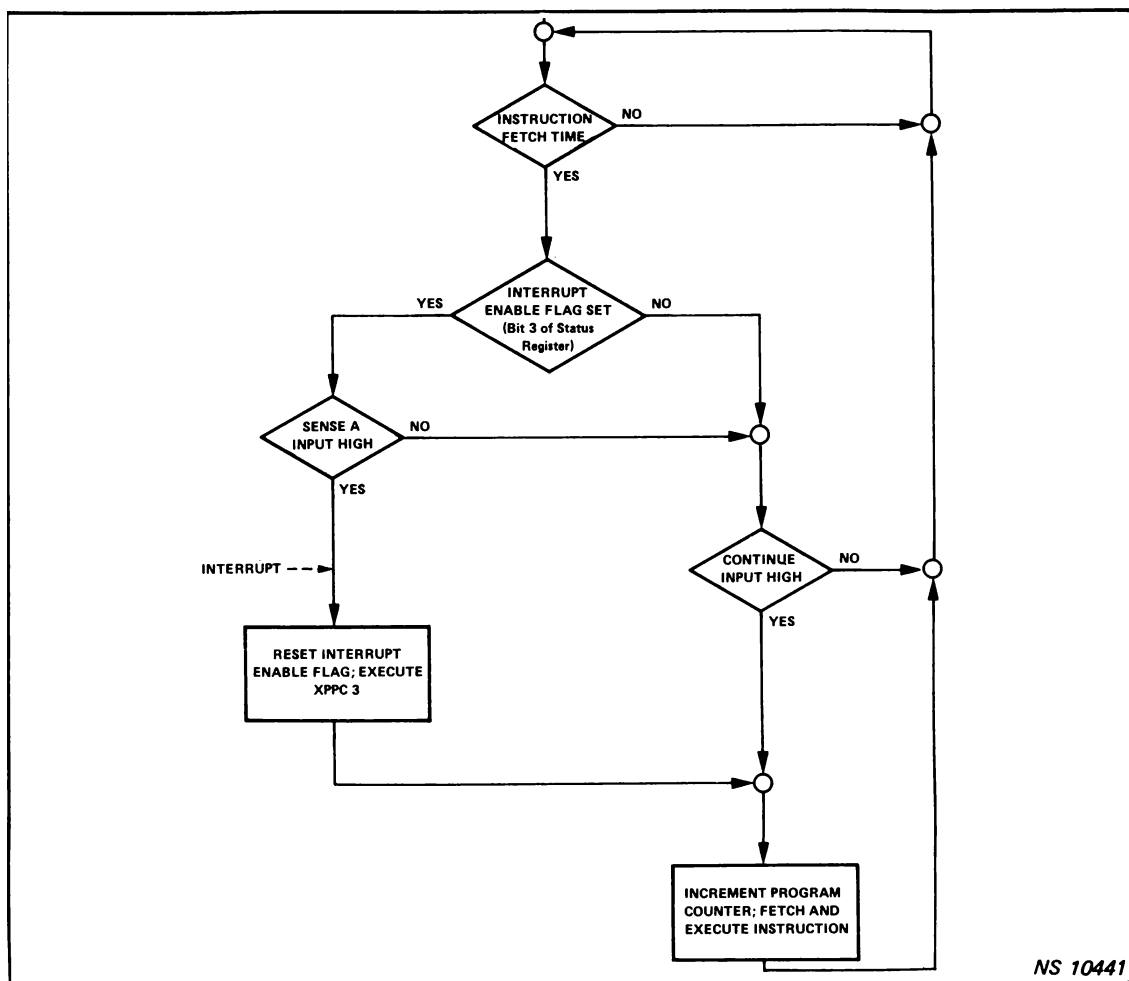 INSTRUCTION
FETCH TIME
NO
YES
INTERRUPT
ENABLE FLAG SET
(Bit 3 of Status
Register)
YES
NO
SENSE A
INPUT HIGH
NO
YES
CONTINUE
INPUT HIGH
NO
YES
INTERRUPT
RESET INTERRUPT
ENABLE FLAG; EXECUTE
XPPC 3
INCREMENT PROGRAM
COUNTER; FETCH AND
EXECUTE INSTRUCTION
NS 10441